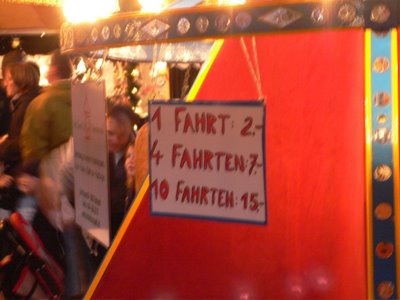 1 FAHRT: 2.-
4 FAHRTEN: 7.-
10 FAHRTEN: 15.-